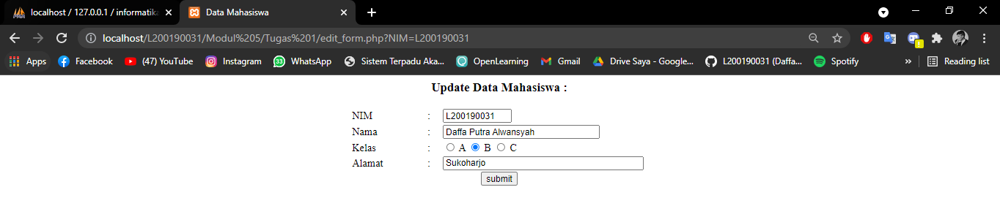 localhost / 127.0.0.1 / informatika
Data Mahasiswa
localhost/L200190031/Modul%205/Tugas%201/edit_form.php?NIM=L200190031
Apps Facebook (47) YouTube Instagram 33 WhatsApp Sistem Terpadu Aka... OpenLearning Gmail Drive Saya - Google... L200190031 (Daffa... Spotify » Reading list
Update Data Mahasiswa :
NIM : L200190031
Nama : Daffa Putra Alwansyah
Kelas : A B C
Alamat : Sukoharjo
submit